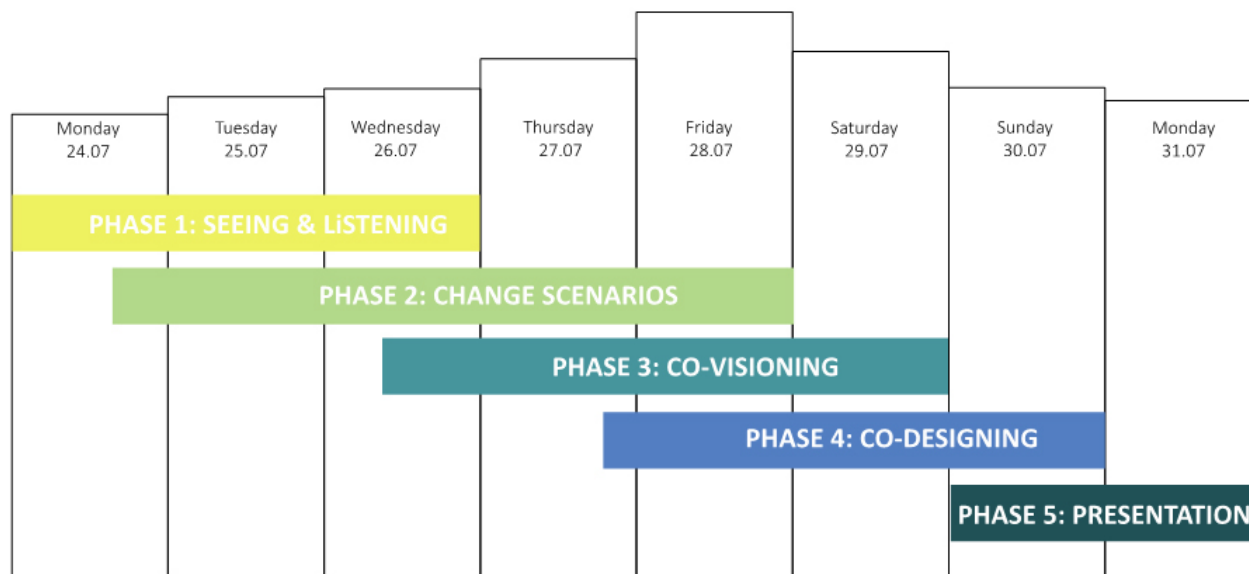 Monday
24.07
Tuesday
25.07
Wednesday
26.07
Thursday
27.07
Friday
28.07
Saturday
29.07
Sunday
30.07
Monday
31.07
PHASE 1: SEEING & LiSTENING
PHASE 2: CHANGE SCENARIOS
PHASE 3: CO-VISIONING
PHASE 4: CO-DESIGNING
PHASE 5: PRESENTATION